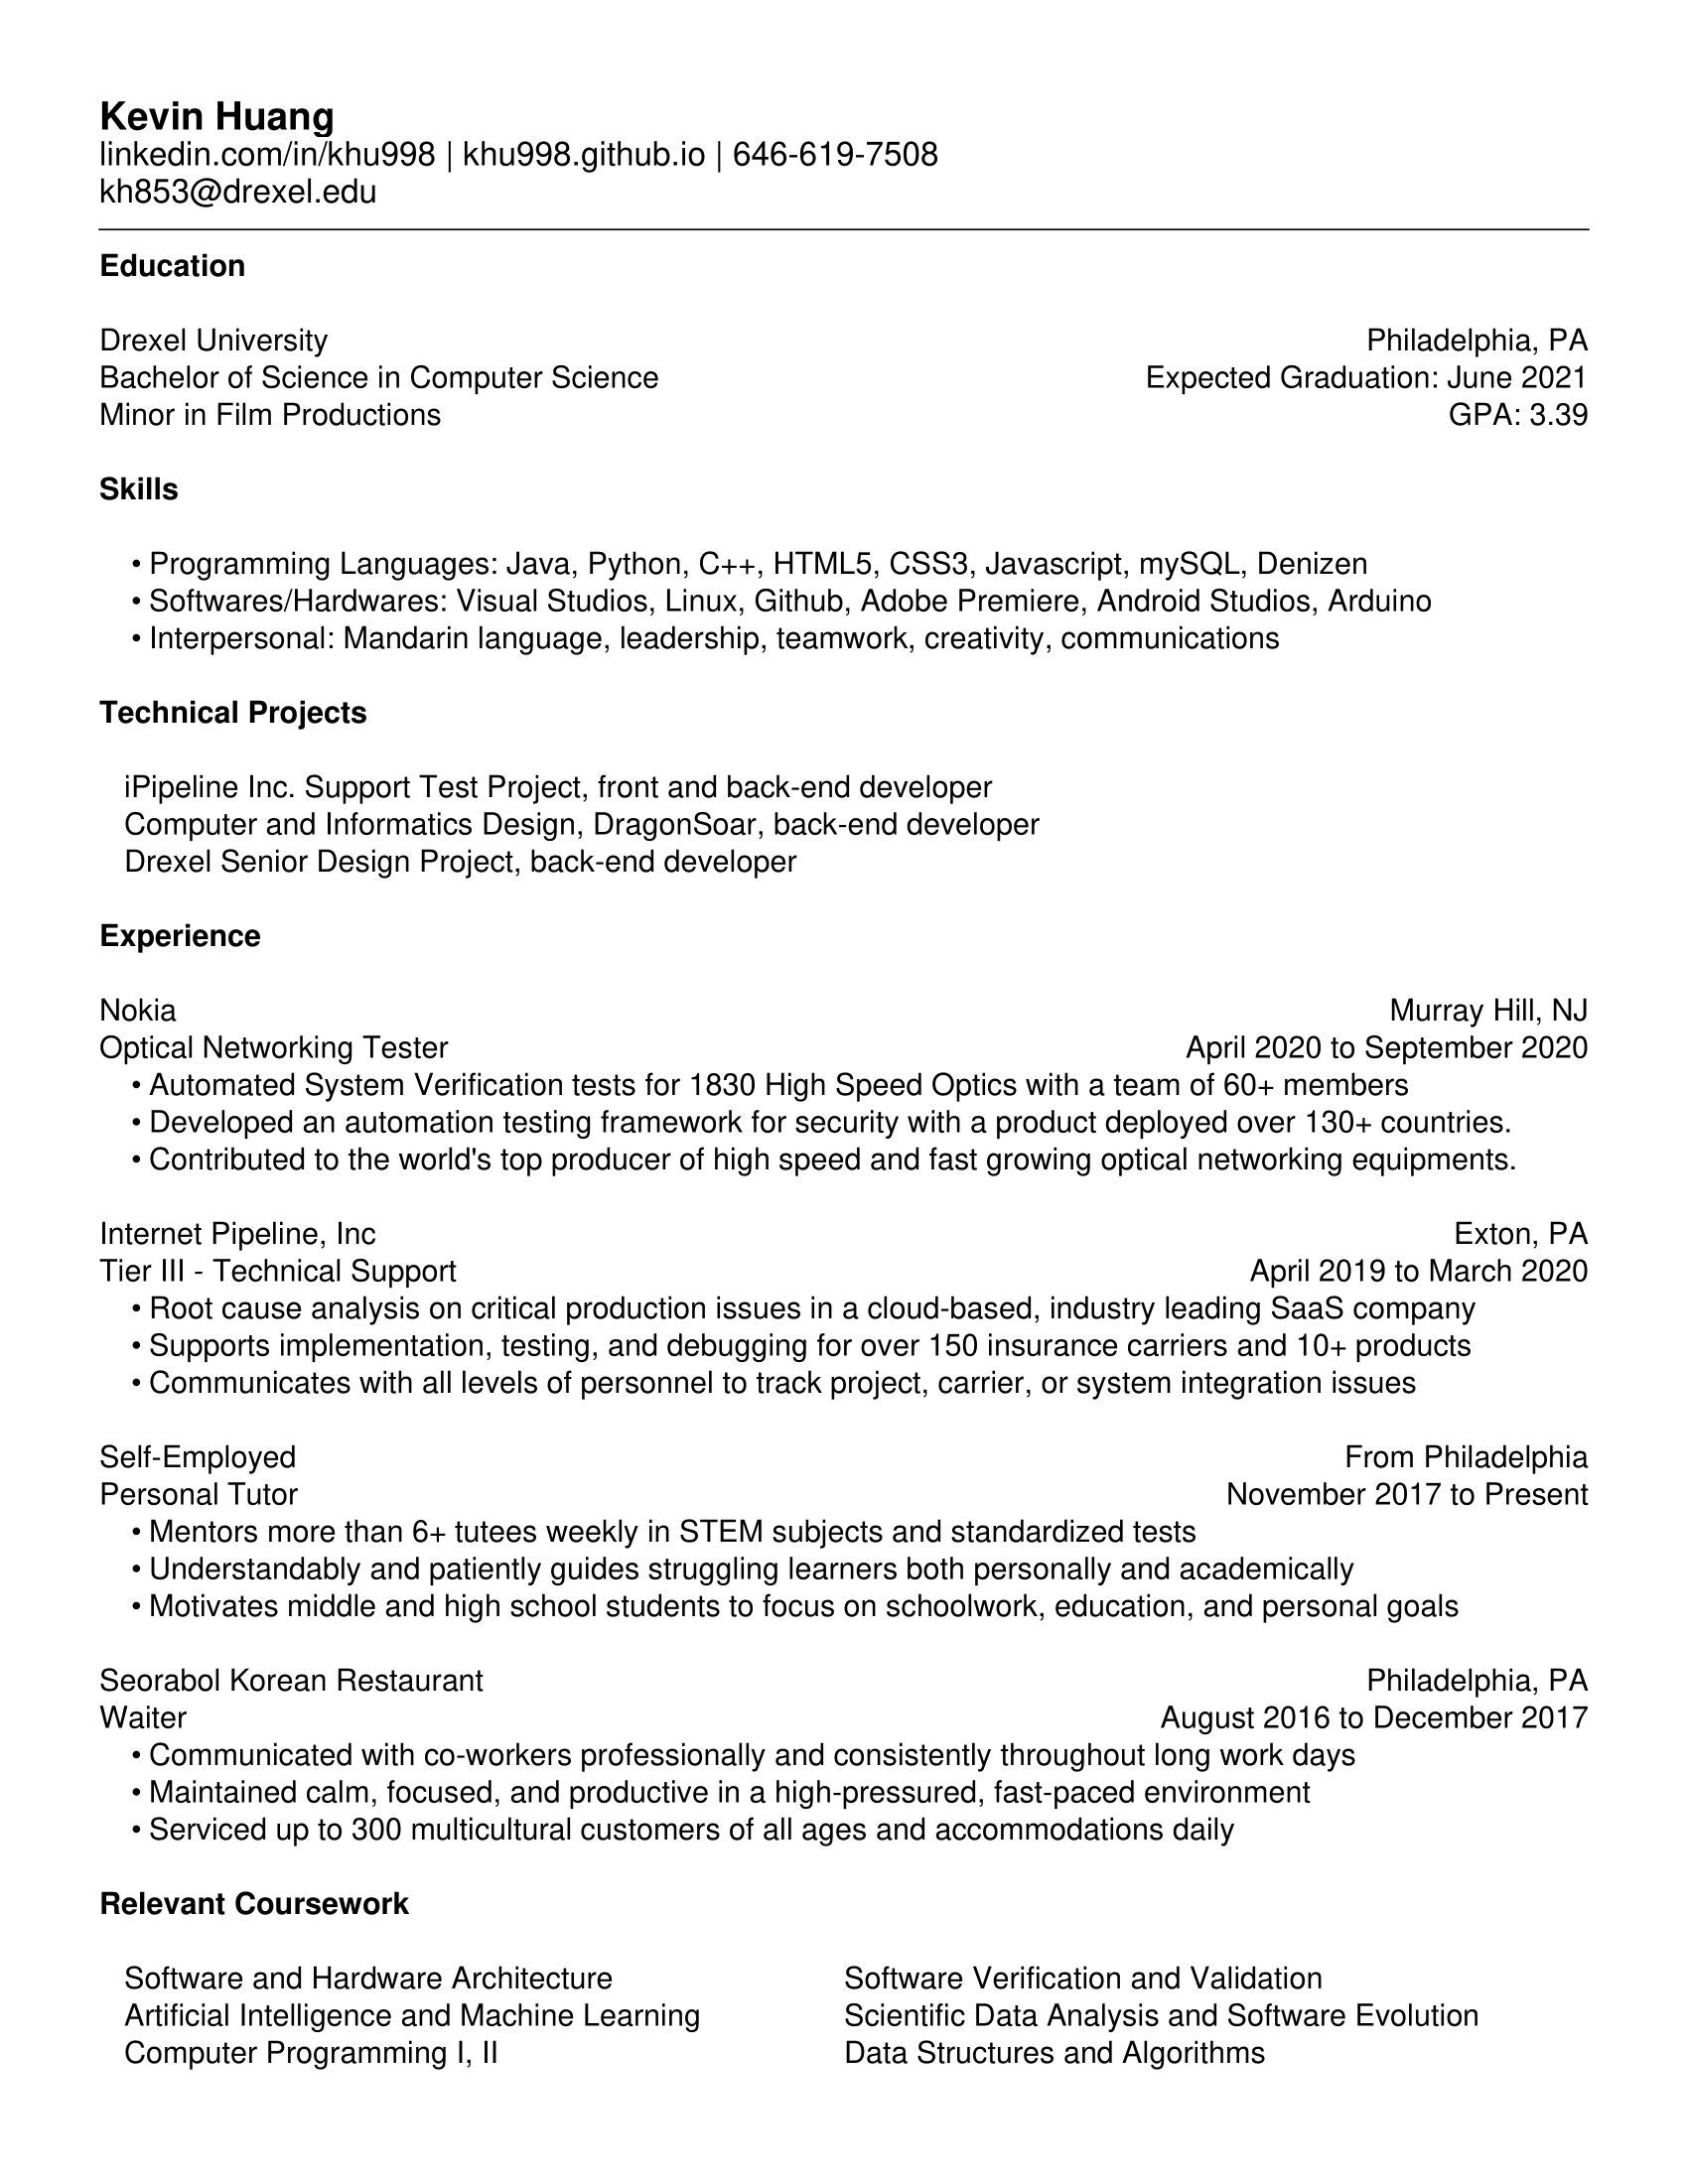 Kevin Huang
linkedin.com/in/khu998 | khu998.github.io | 646-619-7508
kh853@drexel.edu
Education
Drexel University Philadelphia, PA
Bachelor of Science in Computer Science Expected Graduation: June 2021
Minor in Film Productions GPA: 3.39
Skills
• Programming Languages: Java, Python, C++, HTML5, CSS3, Javascript, mySQL, Denizen
• Softwares/Hardwares: Visual Studios, Linux, Github, Adobe Premiere, Android Studios, Arduino
• Interpersonal: Mandarin language, leadership, teamwork, creativity, communications
Technical Projects
iPipeline Inc. Support Test Project, front and back-end developer
Computer and Informatics Design, DragonSoar, back-end developer
Drexel Senior Design Project, back-end developer
Experience
Nokia Murray Hill, NJ
Optical Networking Tester April 2020 to September 2020
• Automated System Verification tests for 1830 High Speed Optics with a team of 60+ members
• Developed an automation testing framework for security with a product deployed over 130+ countries.
• Contributed to the world's top producer of high speed and fast growing optical networking equipments.
Internet Pipeline, Inc Exton, PA
Tier III - Technical Support April 2019 to March 2020
• Root cause analysis on critical production issues in a cloud-based, industry leading SaaS company
• Supports implementation, testing, and debugging for over 150 insurance carriers and 10+ products
• Communicates with all levels of personnel to track project, carrier, or system integration issues
Self-Employed From Philadelphia
Personal Tutor November 2017 to Present
• Mentors more than 6+ tutees weekly in STEM subjects and standardized tests
• Understandably and patiently guides struggling learners both personally and academically
• Motivates middle and high school students to focus on schoolwork, education, and personal goals
Seorabol Korean Restaurant Philadelphia, PA
Waiter August 2016 to December 2017
• Communicated with co-workers professionally and consistently throughout long work days
• Maintained calm, focused, and productive in a high-pressured, fast-paced environment
• Serviced up to 300 multicultural customers of all ages and accommodations daily
Relevant Coursework
Software and Hardware Architecture Software Verification and Validation
Artificial Intelligence and Machine Learning Scientific Data Analysis and Software Evolution
Computer Programming I, II Data Structures and Algorithms